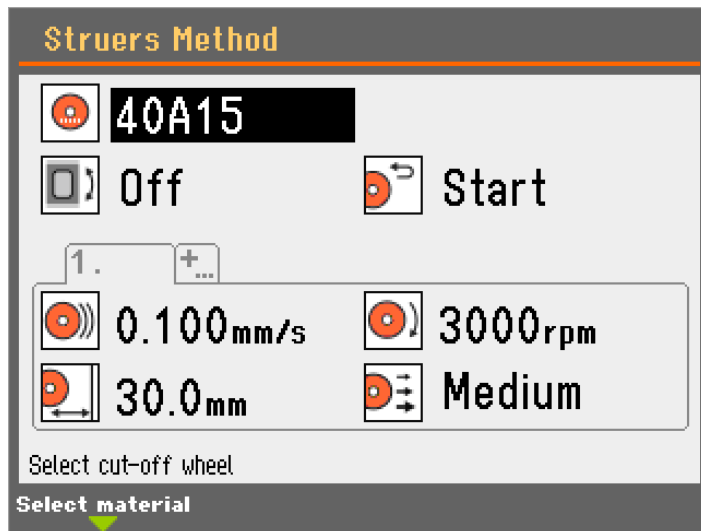 Struers Method
40A15
Off Start
1. +...
0.100mm/s 3000rpm
30.0mm Medium
Select cut-off wheel
Select material